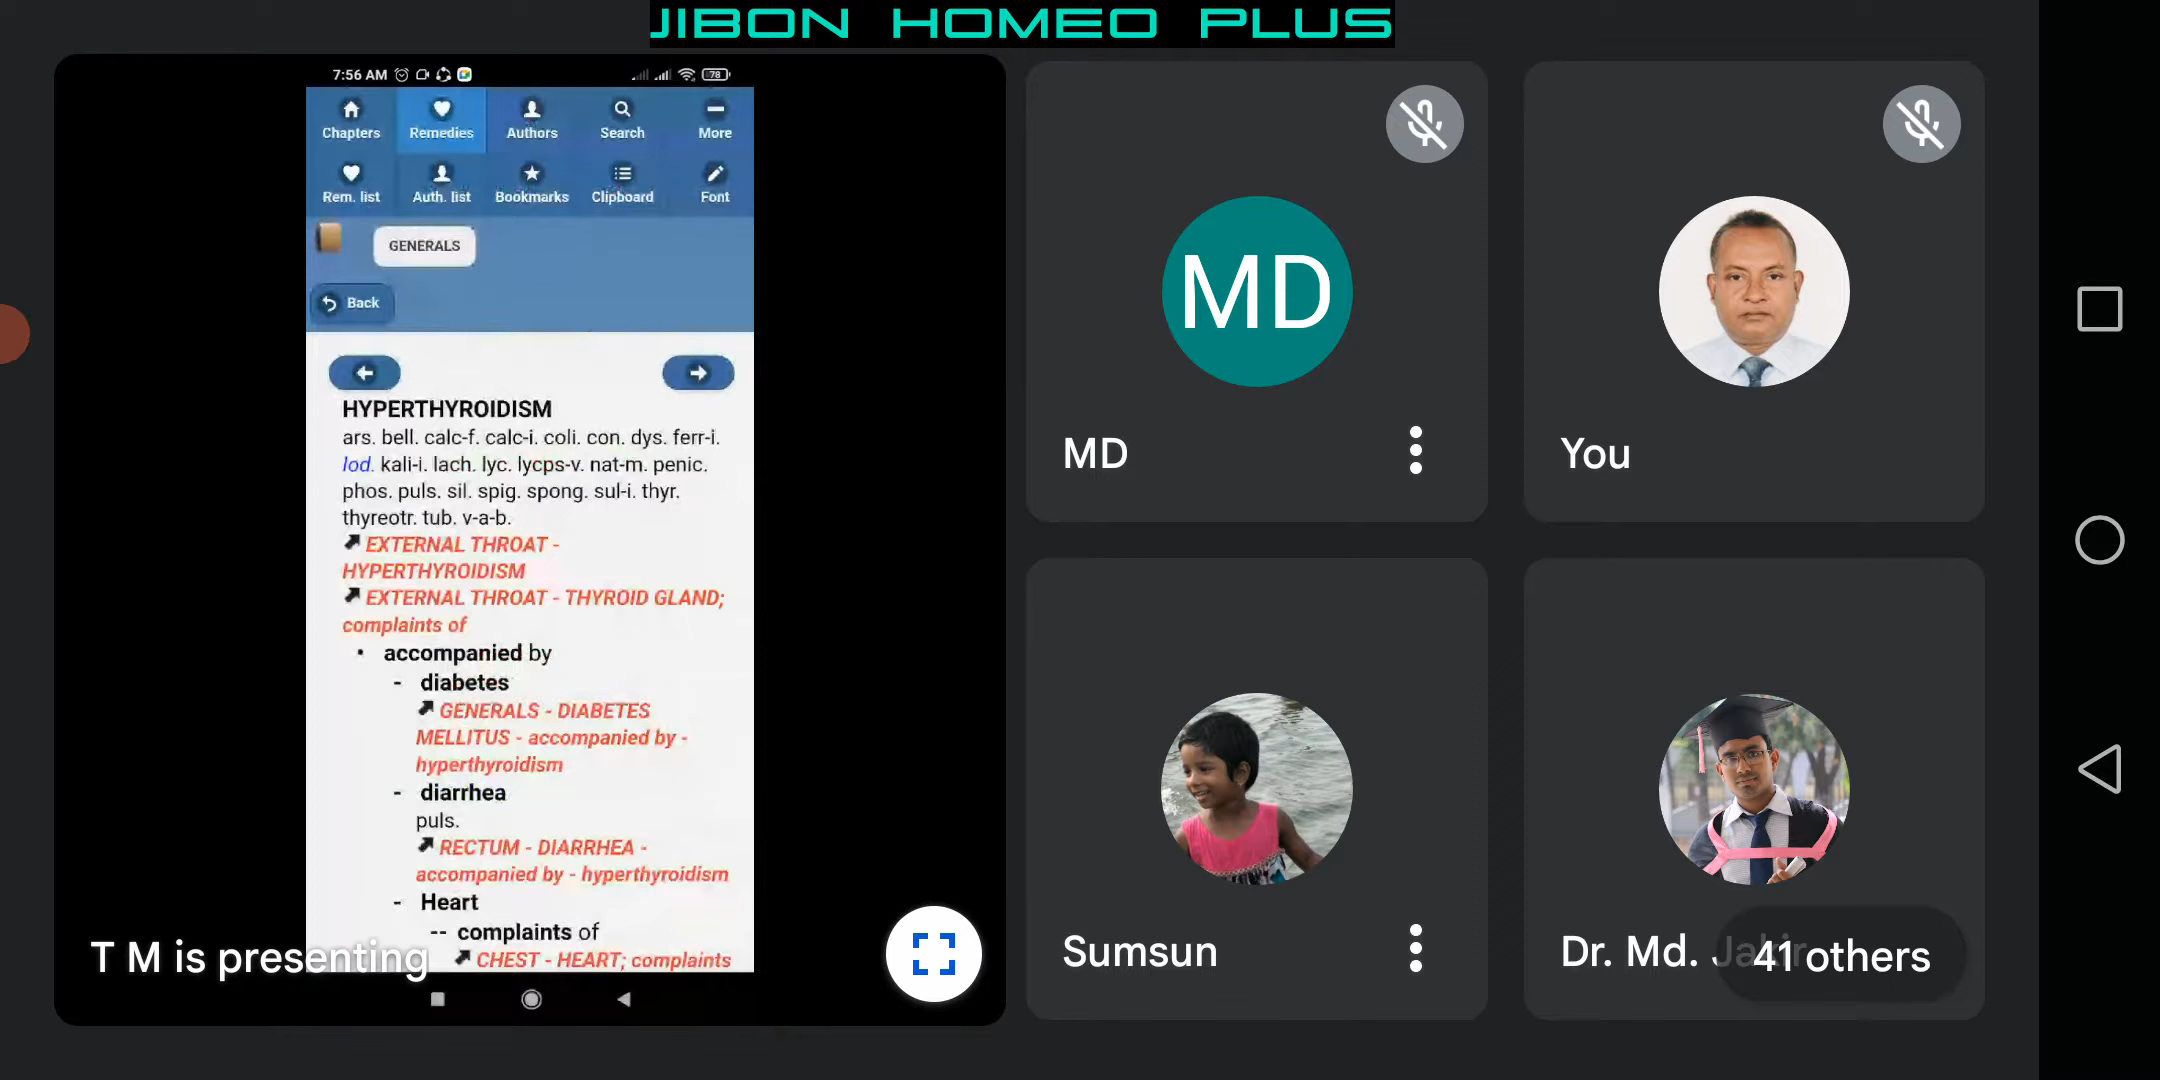 JIBON HOMEO PLUS
7:56 AM
78
Chapters Remedies Authors Search More
Rem. list Auth. list Bookmarks Clipboard Font
GENERALS
Back
HYPERTHYROIDISM
ars. bell. calc-f. calc-i. coli. con. dys. ferr-i.
Iod. kali-i. lach. lyc. lycps-v. nat-m. penic.
phos. puls. sil. spig. spong. sul-i. thyr.
thyreotr. tub. v-a-b.
EXTERNAL THROAT -
HYPERTHYROIDISM
EXTERNAL THROAT - THYROID GLAND;
complaints of
• accompanied by
- diabetes
GENERALS - DIABETES
MELLITUS - accompanied by -
hyperthyroidism
- diarrhea
puls.
RECTUM - DIARRHEA -
accompanied by - hyperthyroidism
- Heart
-- complaints of
CHEST - HEART; complaints
T M is presenting
MD
MD
You
Sumsun
Dr. Md. Jakir
41 others